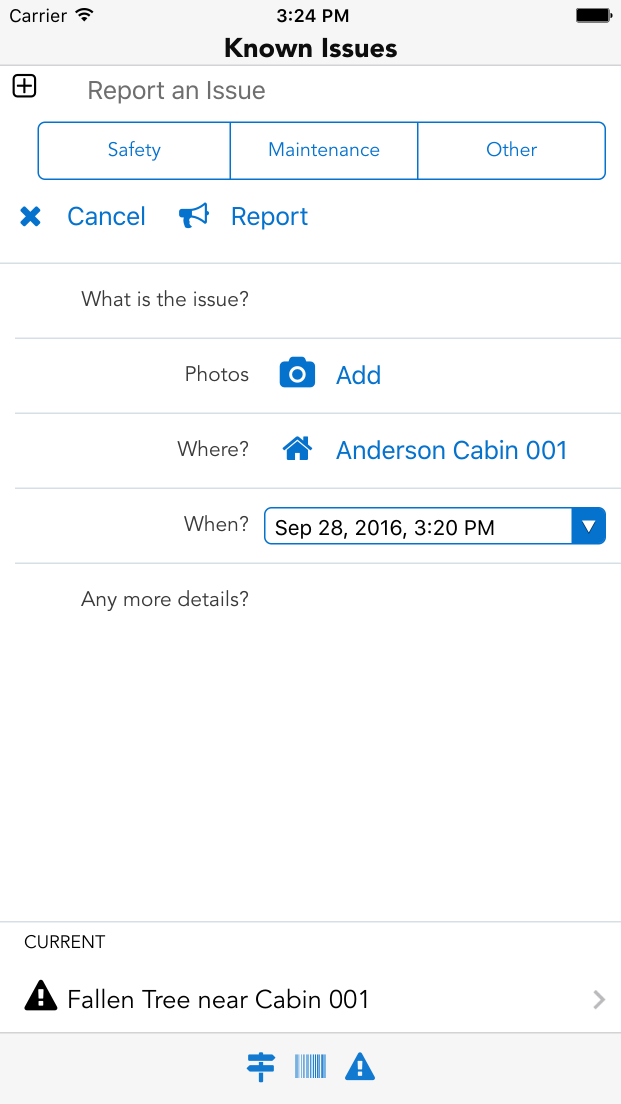 Carrier 3:24 PM
Known Issues
Report an Issue
Safety Maintenance Other
Cancel Report
What is the issue?
Photos Add
Where? Anderson Cabin 001
When? Sep 28, 2016, 3:20 PM
Any more details?
CURRENT
Fallen Tree near Cabin 001